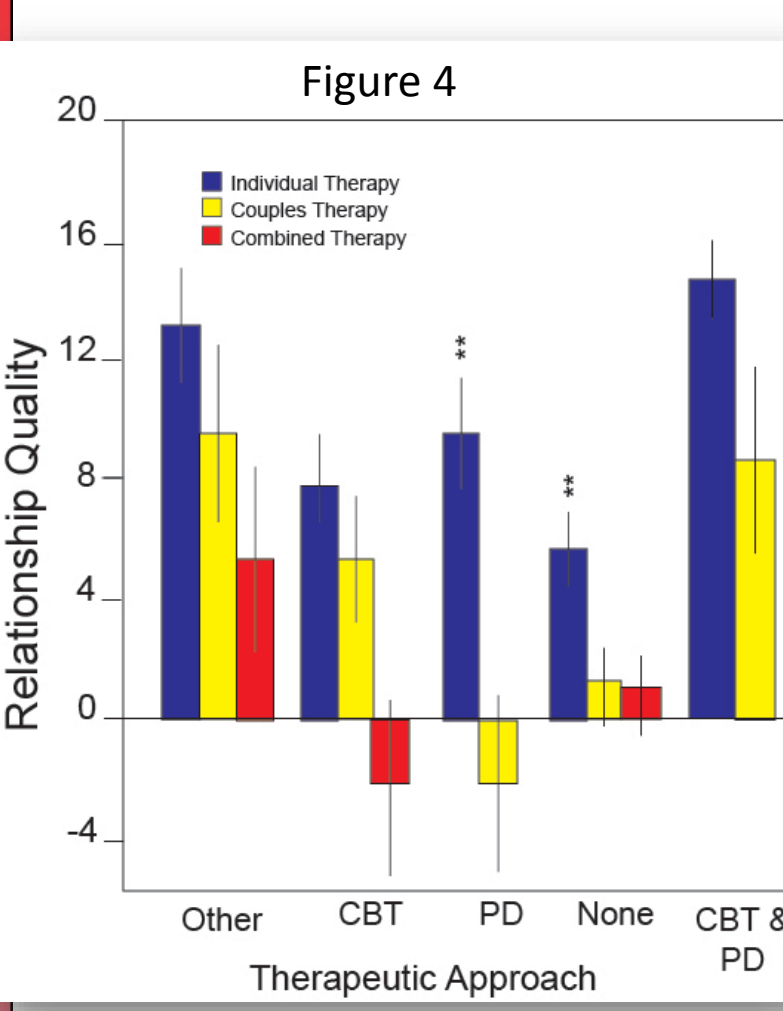 Figure 4
20
16
12
8
4
0
-4
Relationship Quality
Individual Therapy
Couples Therapy
Combined Therapy
**
**
Other CBT PD None CBT &
PD
Therapeutic Approach